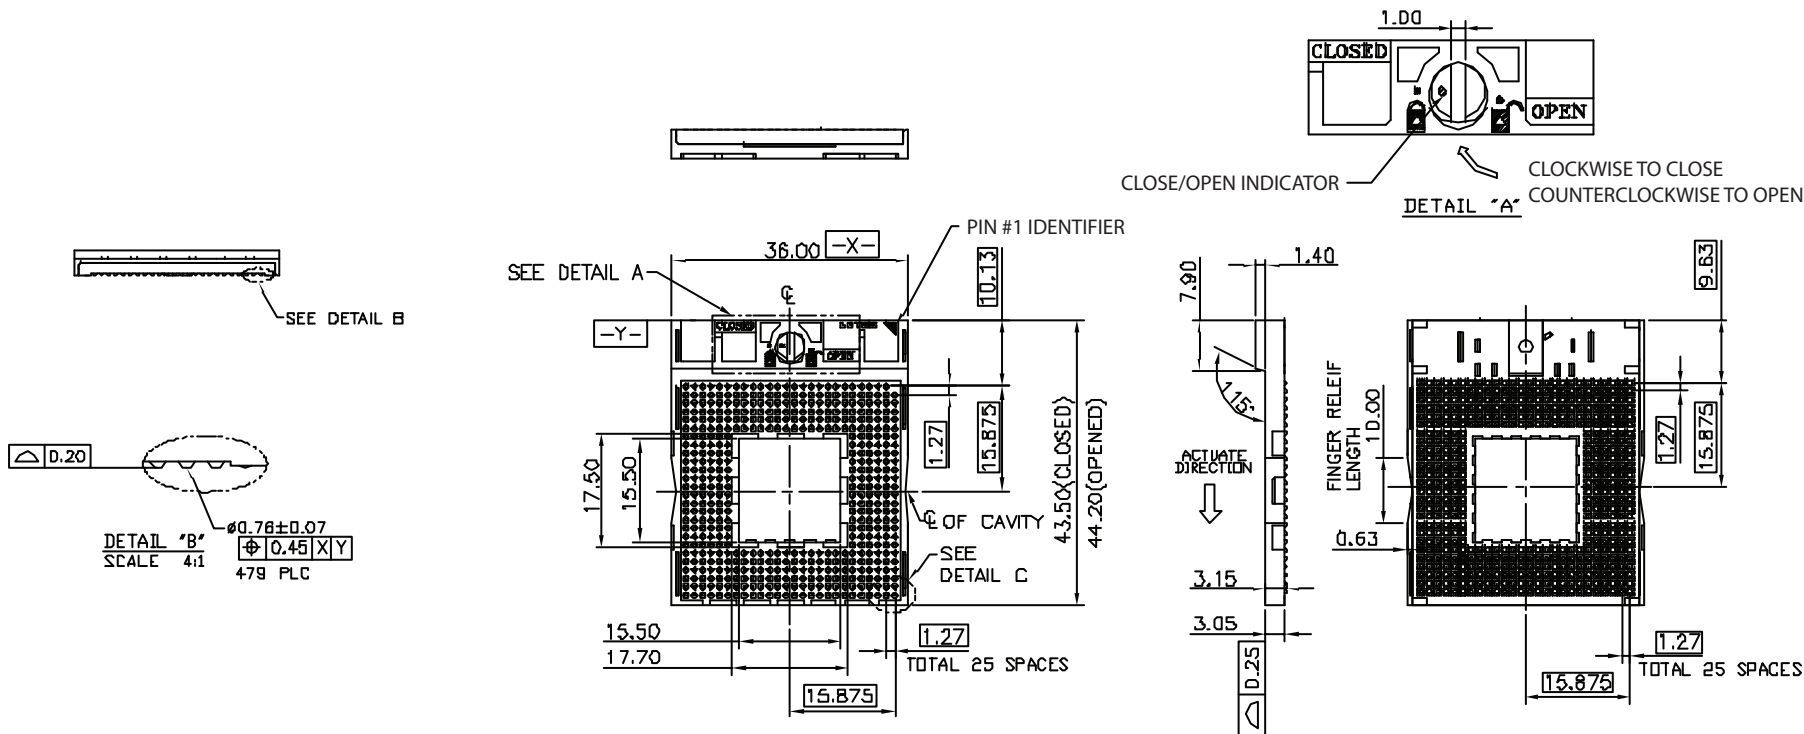 1.00
CLOSED
OPEN
CLOSE/OPEN INDICATOR
CLOCKWISE TO CLOSE
COUNTERCLOCKWISE TO OPEN
DETAIL "A"
PIN #1 IDENTIFIER
36.00
-X-
SEE DETAIL A
10.13
-Y-
CLOSED
OPEN
SEE DETAIL B
7.90
1.40
9.63
1.27
15.875
43.50(CLOSED)
44.20(OPENED)
17.50
15.50
℄ OF CAVITY
SEE
DETAIL C
15.50
17.70
1.27
TOTAL 25 SPACES
15.875
0.20
DETAIL "B"
SCALE 4:1
ø0.76±0.07
0.45 X Y
479 PLC
115°
ACTUATE
DIRECTION
3.15
3.05
0.25
FINGER RELEIF
LENGTH
10.00
0.63
1.27
15.875
1.27
TOTAL 25 SPACES
15.875